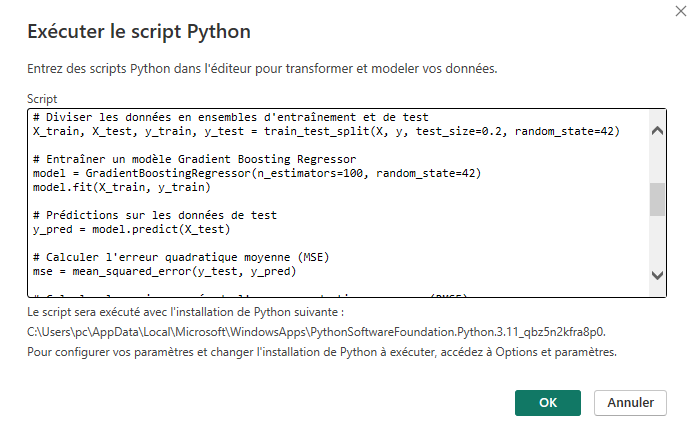 Exécuter le script Python
Entrez des scripts Python dans l'éditeur pour transformer et modeler vos données.
Script
# Diviser les données en ensembles d'entraînement et de test
X_train, X_test, y_train, y_test = train_test_split(X, y, test_size=0.2, random_state=42)
# Entraîner un modèle Gradient Boosting Regressor
model = GradientBoostingRegressor(n_estimators=100, random_state=42)
model.fit(X_train, y_train)
# Prédictions sur les données de test
y_pred = model.predict(X_test)
# Calculer l'erreur quadratique moyenne (MSE)
mse = mean_squared_error(y_test, y_pred)
Le script sera exécuté avec l'installation de Python suivante :
C:\Users\pc\AppData\Local\Microsoft\WindowsApps\PythonSoftwareFoundation.Python.3.11_qbz5n2kfra8p0.
Pour configurer vos paramètres et changer l'installation de Python à exécuter, accédez à Options et paramètres.
OK
Annuler